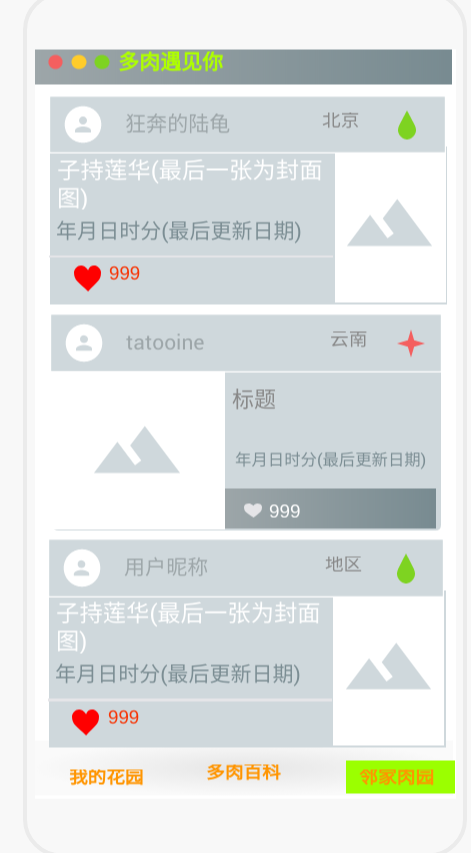 多肉遇见你
狂奔的陆龟 北京
子持莲华(最后一张为封面
图)
年月日时分(最后更新日期)
999
tatooine 云南
标题
年月日时分(最后更新日期)
999
用户昵称 地区
子持莲华(最后一张为封面
图)
年月日时分(最后更新日期)
999
我的花园 多肉百科 邻家肉园